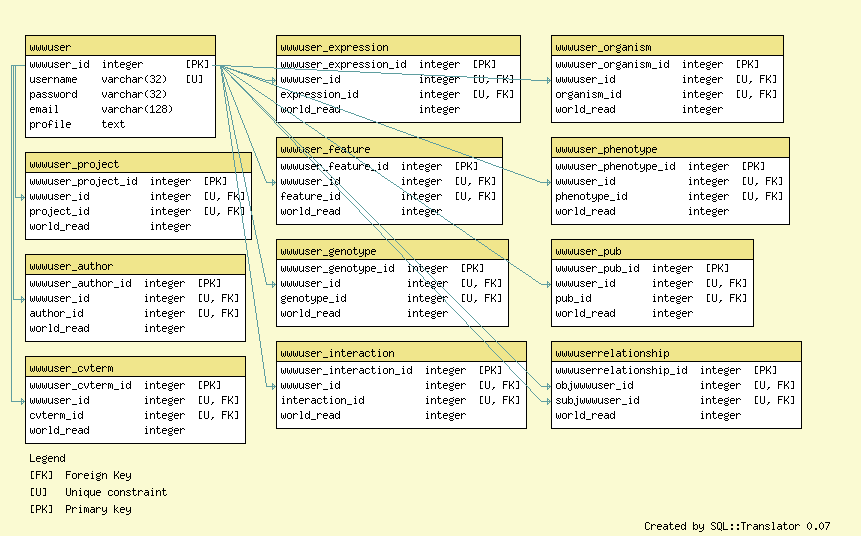 wwwuser
wwwuser_id integer [PK]
username varchar(32) [U]
password varchar(32)
email varchar(128)
profile text
wwwuser_project
wwwuser_project_id integer [PK]
wwwuser_id integer [U, FK]
project_id integer [U, FK]
world_read integer
wwwuser_author
wwwuser_author_id integer [PK]
wwwuser_id integer [U, FK]
author_id integer [U, FK]
world_read integer
wwwuser_cvterm
wwwuser_cvterm_id integer [PK]
wwwuser_id integer [U, FK]
cvterm_id integer [U, FK]
world_read integer
wwwuser_expression
wwwuser_expression_id integer [PK]
wwwuser_id integer [U, FK]
expression_id integer [U, FK]
world_read integer
wwwuser_feature
wwwuser_feature_id integer [PK]
wwwuser_id integer [U, FK]
feature_id integer [U, FK]
world_read integer
wwwuser_genotype
wwwuser_genotype_id integer [PK]
wwwuser_id integer [U, FK]
genotype_id integer [U, FK]
world_read integer
wwwuser_interaction
wwwuser_interaction_id integer [PK]
wwwuser_id integer [U, FK]
interaction_id integer [U, FK]
world_read integer
wwwuser_organism
wwwuser_organism_id integer [PK]
wwwuser_id integer [U, FK]
organism_id integer [U, FK]
world_read integer
wwwuser_phenotype
wwwuser_phenotype_id integer [PK]
wwwuser_id integer [U, FK]
phenotype_id integer [U, FK]
world_read integer
wwwuser_pub
wwwuser_pub_id integer [PK]
wwwuser_id integer [U, FK]
pub_id integer [U, FK]
world_read integer
wwwuserrelationship
wwwuserrelationship_id integer [PK]
objwwwuser_id integer [U, FK]
subjwwwuser_id integer [U, FK]
world_read integer
Legend
[FK] Foreign Key
[U] Unique constraint
[PK] Primary key
Created by SQL::Translator 0.07